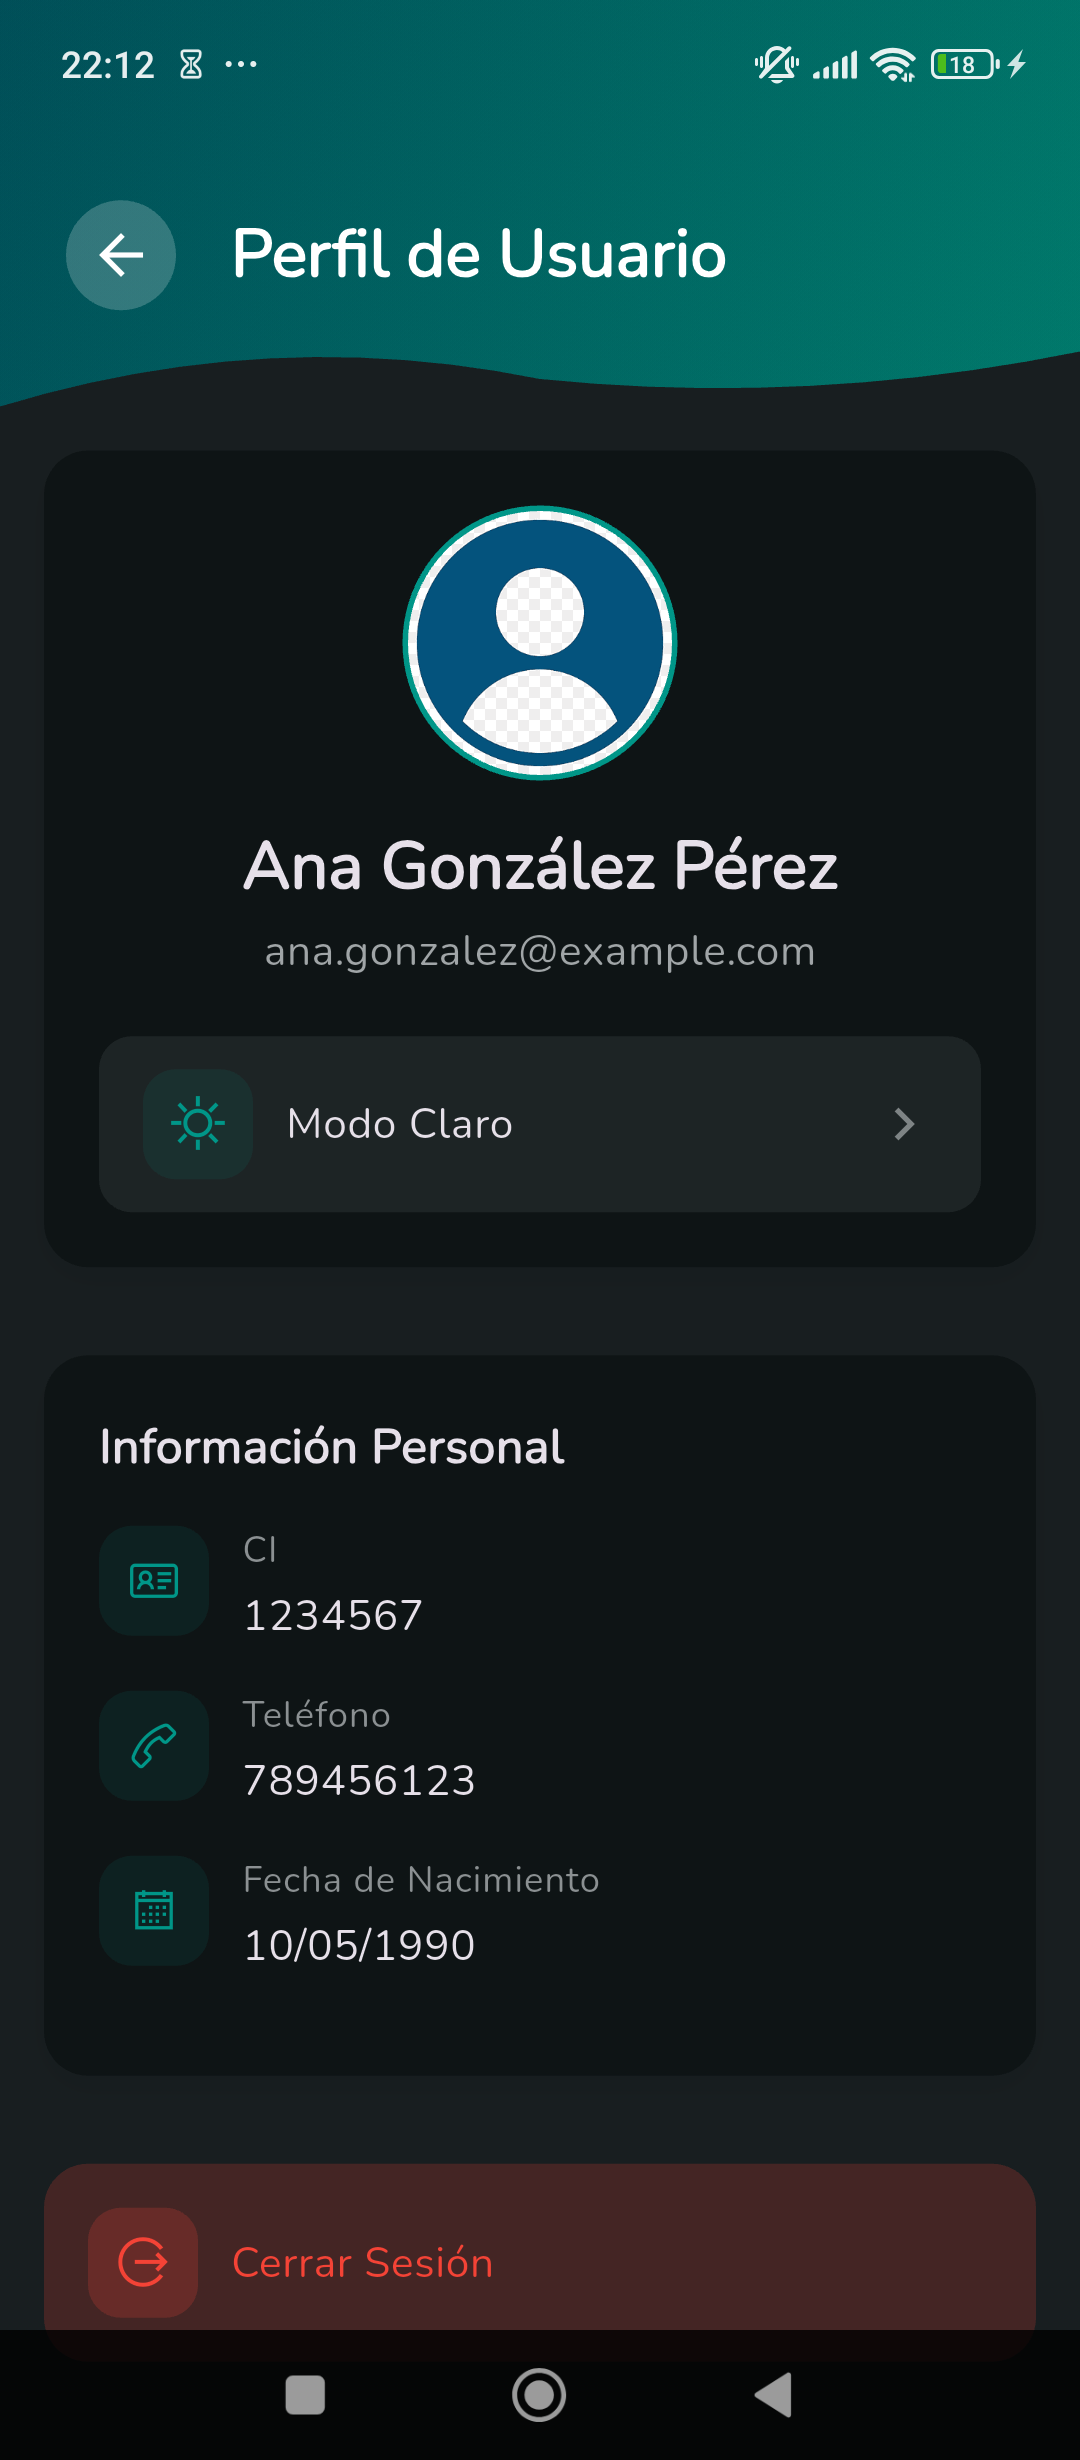 22:12
18
Perfil de Usuario
Ana González Pérez
ana.gonzalez@example.com
Modo Claro
Información Personal
CI
1234567
Teléfono
789456123
Fecha de Nacimiento
10/05/1990
Cerrar Sesión